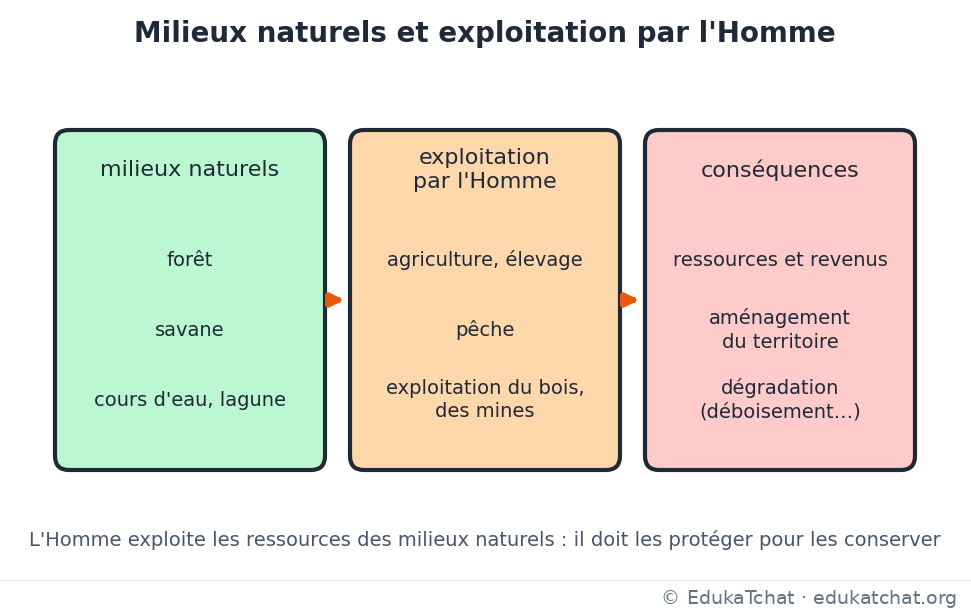 Milieux naturels et exploitation par l'Homme
milieux naturels
forêt
savane
cours d'eau, lagune
exploitation
par l'Homme
agriculture, élevage
pêche
exploitation du bois,
des mines
conséquences
ressources et revenus
aménagement
du territoire
dégradation
(déboisement…)
L'Homme exploite les ressources des milieux naturels : il doit les protéger pour les conserver
© EdukaTchat · edukatchat.org